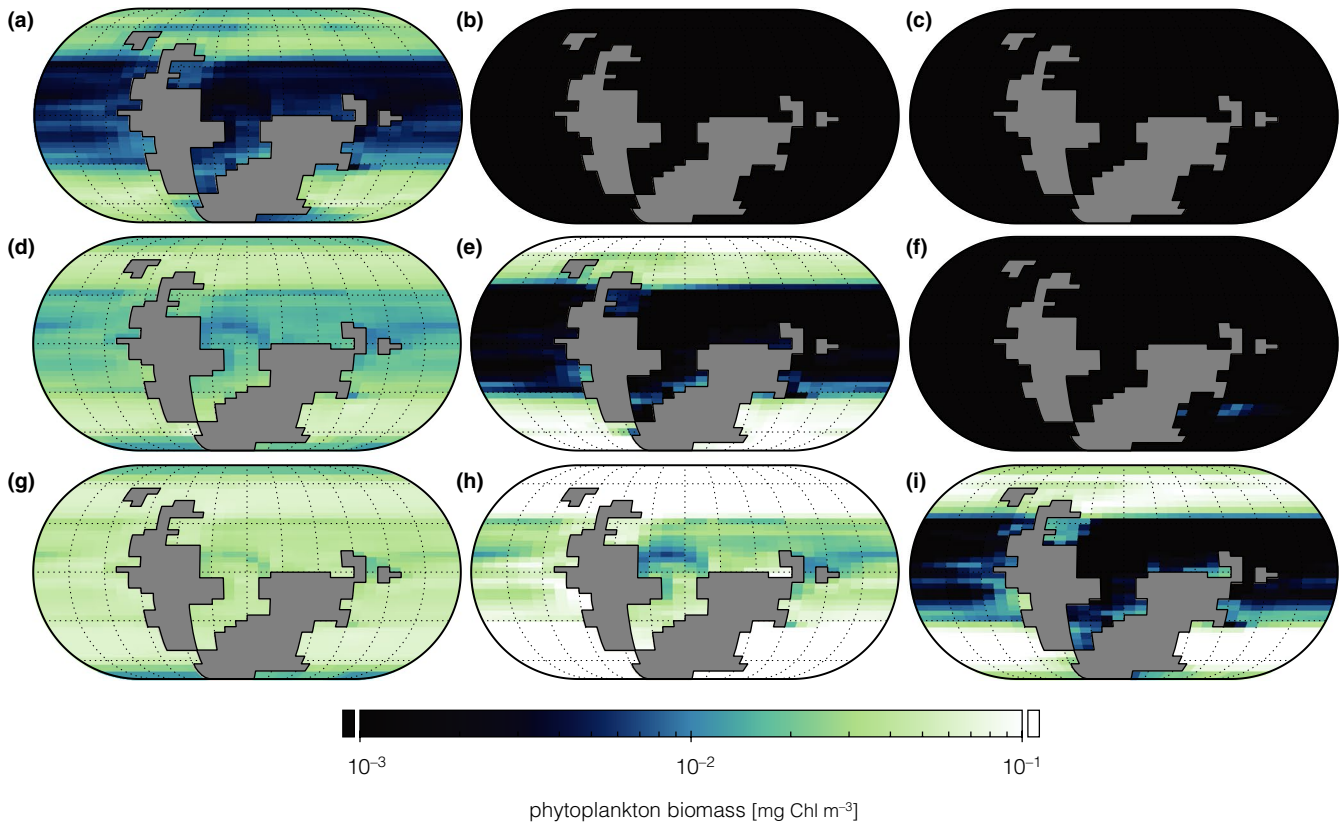 (a) (b) (c)
(d) (e) (f)
(g) (h) (i)
10⁻³ 10⁻² 10⁻¹
phytoplankton biomass [mg Chl m⁻³]